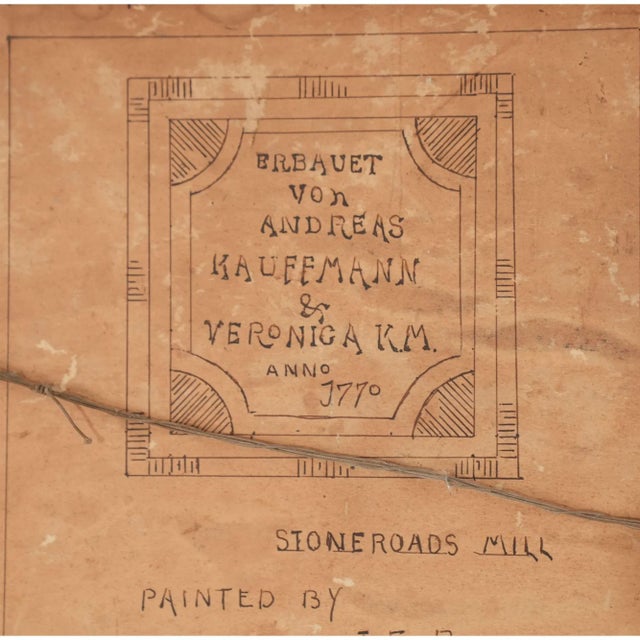 ERBAUET
VON
ANDREAS
KAUFFMANN
&
VERONICA K.M.
ANNO
1770
STONEROADS MILL
PAINTED BY